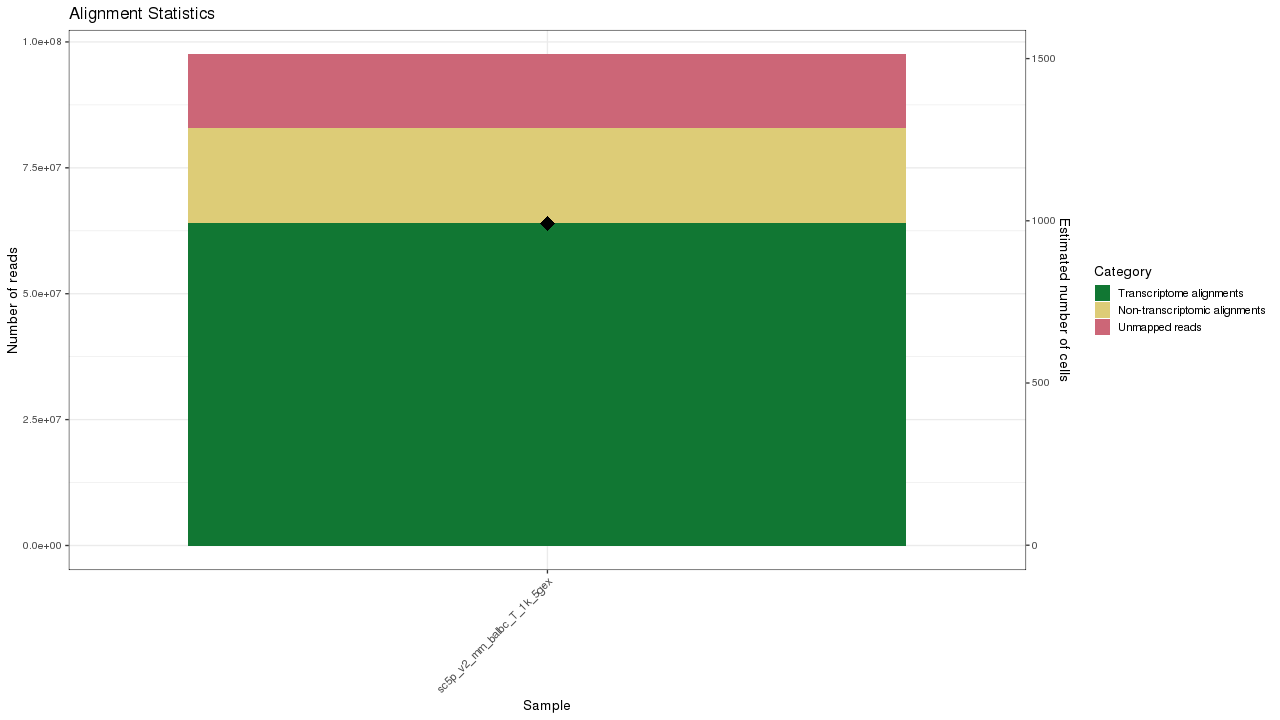 Alignment Statistics
1.0e+08
7.5e+07
5.0e+07
2.5e+07
0.0e+00
Number of reads
1500
1000
500
0
Estimated number of cells
sc5p_v2_mm_balbc_T_1k_5gex
Sample
Category
Transcriptome alignments
Non-transcriptomic alignments
Unmapped reads